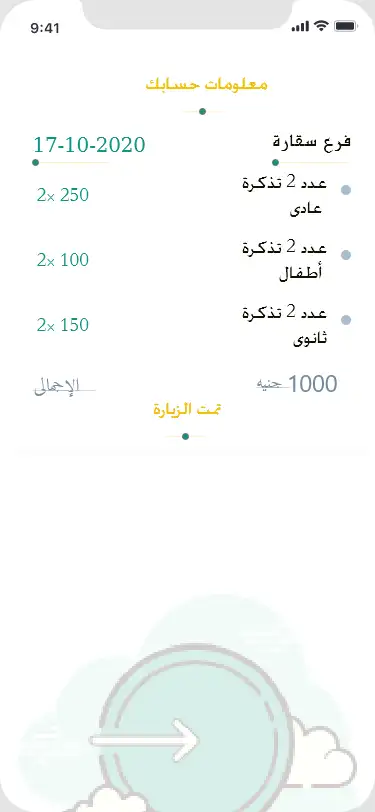 9:41
معلومات حسابك
فرع سقارة
17-10-2020
عدد 2 تذكرة
عادى
2× 250
عدد 2 تذكرة
أطفال
2× 100
عدد 2 تذكرة
ثانوى
2× 150
1000 جنيه
الإجمالى
تمت الزيارة